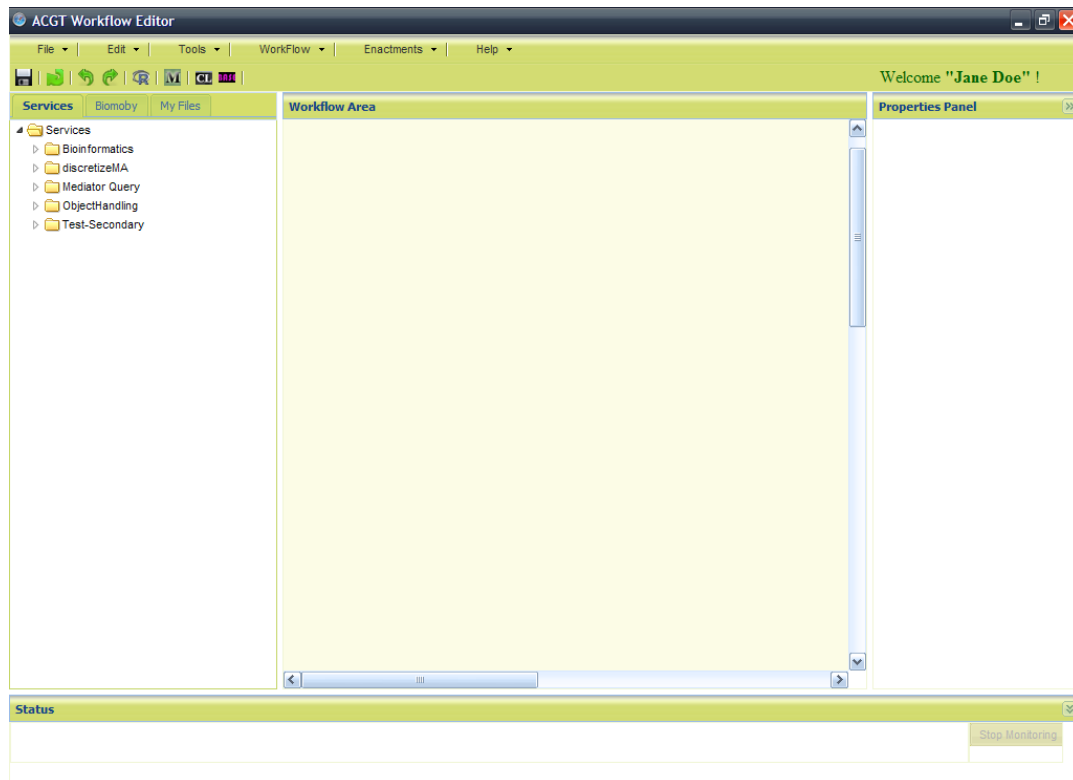 ACGT Workflow Editor
File Edit Tools WorkFlow Enactments Help
R M CL
Welcome "Jane Doe" !
Services Biomoby My Files
Workflow Area
Properties Panel
Services
Bioinformatics
discretizeMA
Mediator Query
ObjectHandling
Test-Secondary
Status
Stop Monitoring